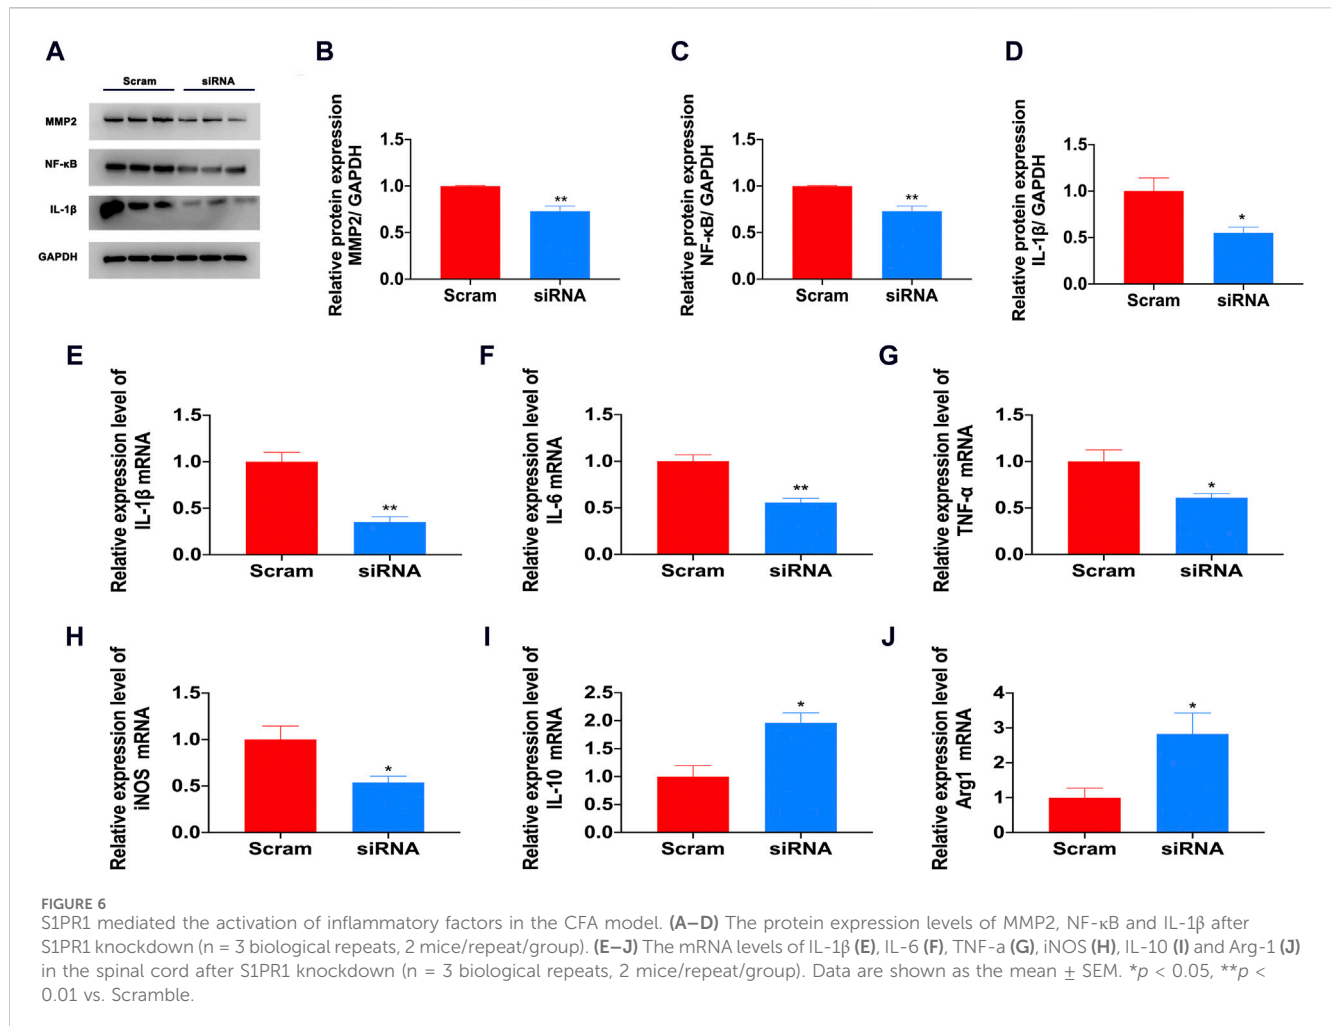 A
Scram siRNA
MMP2
NF-κB
IL-1β
GAPDH
B
Relative protein expression
MMP2/ GAPDH
1.5
1.0
0.5
0.0
Scram siRNA
**
C
Relative protein expression
NF-κB/ GAPDH
1.5
1.0
0.5
0.0
Scram siRNA
**
D
Relative protein expression
IL-1β/ GAPDH
1.5
1.0
0.5
0.0
Scram siRNA
*
E
Relative expression level of
IL-1β mRNA
1.5
1.0
0.5
0.0
Scram siRNA
**
F
Relative expression level of
IL-6 mRNA
1.5
1.0
0.5
0.0
Scram siRNA
**
G
Relative expression level of
TNF-α mRNA
1.5
1.0
0.5
0.0
Scram siRNA
*
H
Relative expression level of
iNOS mRNA
1.5
1.0
0.5
0.0
Scram siRNA
*
I
Relative expression level of
IL-10 mRNA
2.5
2.0
1.5
1.0
0.5
0.0
Scram siRNA
*
J
Relative expression level of
Arg1 mRNA
4
3
2
1
0
Scram siRNA
*
FIGURE 6
S1PR1 mediated the activation of inflammatory factors in the CFA model. (A–D) The protein expression levels of MMP2, NF-κB and IL-1β after
S1PR1 knockdown (n = 3 biological repeats, 2 mice/repeat/group). (E–J) The mRNA levels of IL-1β (E), IL-6 (F), TNF-a (G), iNOS (H), IL-10 (I) and Arg-1 (J)
in the spinal cord after S1PR1 knockdown (n = 3 biological repeats, 2 mice/repeat/group). Data are shown as the mean ± SEM. *p < 0.05, **p <
0.01 vs. Scramble.